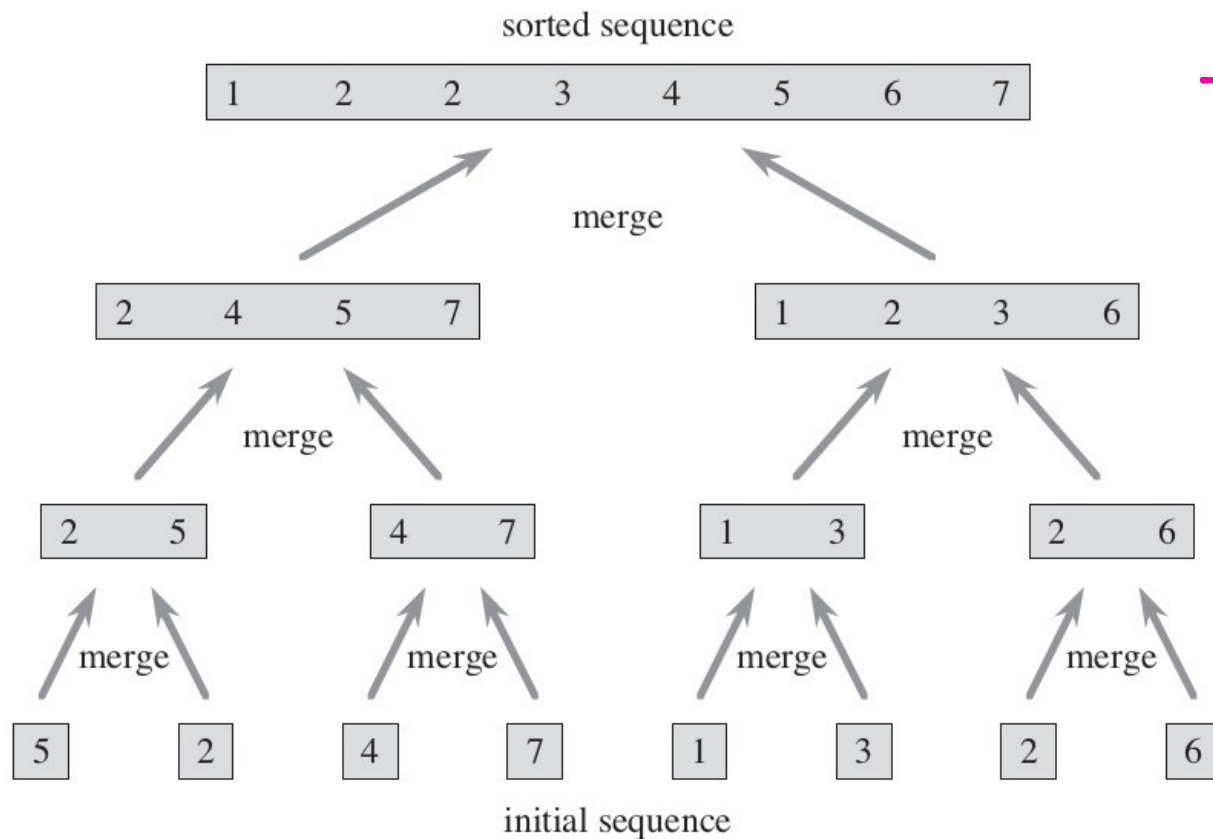 sorted sequence
1 2 2 3 4 5 6 7
merge
2 4 5 7
1 2 3 6
merge
merge
2 5
4 7
1 3
2 6
merge
merge
merge
merge
5
2
4
7
1
3
2
6
initial sequence